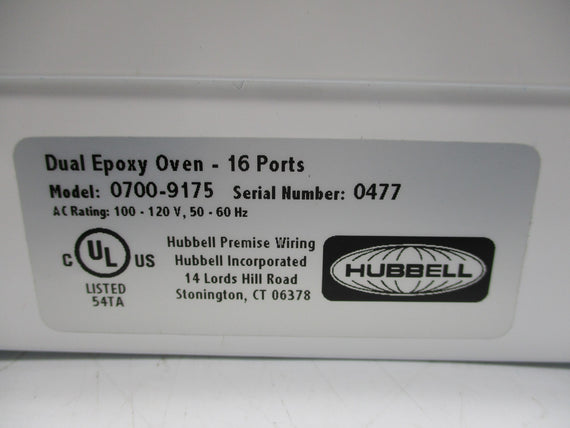 Dual Epoxy Oven - 16 Ports
Model: 0700-9175 Serial Number: 0477
AC Rating: 100 - 120 V, 50 - 60 Hz
C UL US
LISTED
54TA
Hubbell Premise Wiring
Hubbell Incorporated
14 Lords Hill Road
Stonington, CT 06378
HUBBELL